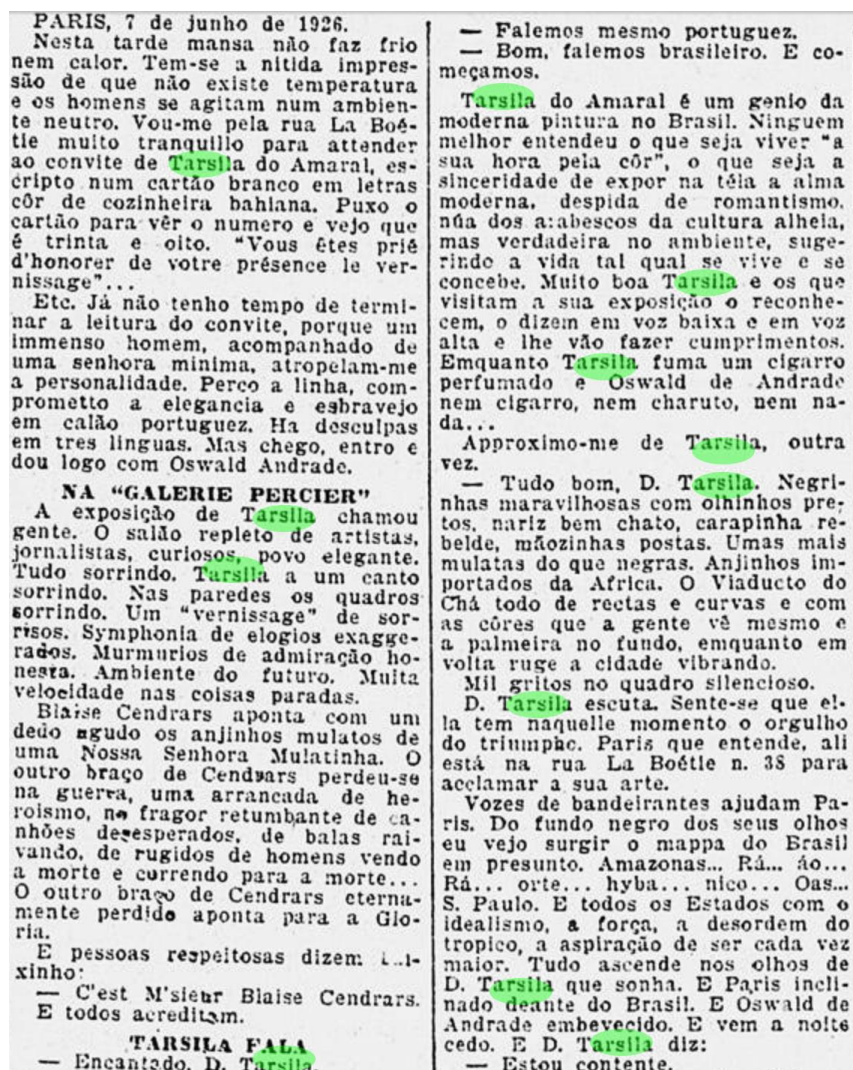 PARIS, 7 de junho de 1926.
Nesta tarde mansa não faz frio
nem calor. Tem-se a nitida impres-
são de que não existe temperatura
e os homens se agitam num ambien-
te neutro. Vou-me pela rua La Boé-
tie muito tranquillo para attender
ao convite de Tarsila do Amaral, es-
cripto num cartão branco em letras
côr de cozinheira bahiana. Puxo o
cartão para vêr o numero e vejo que
é trinta e oito. "Vous êtes prié
d'honorer de votre présence le ver-
nissage"...
Etc. Já não tenho tempo de termi-
nar a leitura do convite, porque um
immenso homem, acompanhado de
uma senhora minima, atropelam-me
a personalidade. Perco a linha, com-
prometto a elegancia e esbravejo
em calão portuguez. Ha desculpas
em tres linguas. Mas chego, entro e
dou logo com Oswald Andrade.
NA "GALERIE PERCIER"
A exposição de Tarsila chamou
gente. O salão repleto de artistas,
jornalistas, curiosos, povo elegante.
Tudo sorrindo. Tarsila a um canto
sorrindo. Nas paredes os quadros
sorrindo. Um "vernissage" de sor-
risos. Symphonia de elogios exagge-
rados. Murmurios de admiração ho-
nesta. Ambiente do futuro. Muita
velocidade nas coisas paradas.
Blaise Cendrars aponta com um
dedo agudo os anjinhos mulatos de
uma Nossa Senhora Mulatinha. O
outro braço de Cendrars perdeu-se
na guerra, uma arrancada de he-
roismo, no fragor retumbante de ca-
nhões desesperados, de balas rai-
vando, de rugidos de homens vendo
a morte e correndo para a morte...
O outro braço de Cendrars eterna-
mente perdido aponta para a Glo-
ria.
E pessoas respeitosas dizem
xinho:
— C'est M'sieur Blaise Cendrars.
E todos acreditam.
TARSILA FALA
— Encantado, D. Tarsila.
— Falemos mesmo portuguez.
— Bom, falemos brasileiro. E co-
meçamos.
Tarsila do Amaral é um genio da
moderna pintura no Brasil. Ninguem
melhor entendeu o que seja viver "a
sua hora pela côr", o que seja a
sinceridade de expor na téla a alma
moderna, despida de romantismo,
núa dos arabescos da cultura alheia,
mas verdadeira no ambiente, suge-
rindo a vida tal qual se vive e se
concebe. Muito boa Tarsila e os que
visitam a sua exposição o reconhe-
cem, o dizem em voz baixa e em voz
alta e lhe vão fazer cumprimentos.
Emquanto Tarsila fuma um cigarro
perfumado e Oswald de Andrade
nem cigarro, nem charuto, nem na-
da...
Approximo-me de Tarsila, outra
vez.
— Tudo bom, D. Tarsila. Negri-
nhas maravilhosas com olhinhos pre-
tos, nariz bem chato, carapinha re-
belde, mãozinhas postas. Umas mais
mulatas do que negras. Anjinhos im-
portados da Africa. O Viaducto do
Chá todo de rectas e curvas e com
as côres que a gente vê mesmo e
a palmeira no fundo, emquanto em
volta ruge a cidade vibrando.
Mil gritos no quadro silencioso.
D. Tarsila escuta. Sente-se que el-
la tem naquelle momento o orgulho
do triumpho. Paris que entende, ali
está na rua La Boétie n. 38 para
acclamar a sua arte.
Vozes de bandeirantes ajudam Pa-
ris. Do fundo negro dos seus olhos
eu vejo surgir o mappa do Brasil
em presunto. Amazonas... Rá... áo...
Rá... orte... hyba... nico... Oas...
S. Paulo. E todos os Estados com o
idealismo, a força, a desordem do
tropico, a aspiração de ser cada vez
maior. Tudo ascende nos olhos de
D. Tarsila que sonha. E Paris incli-
nado deante do Brasil. E Oswald de
Andrade embevecido. E vem a noite
cedo. E D. Tarsila diz:
— Estou contente.